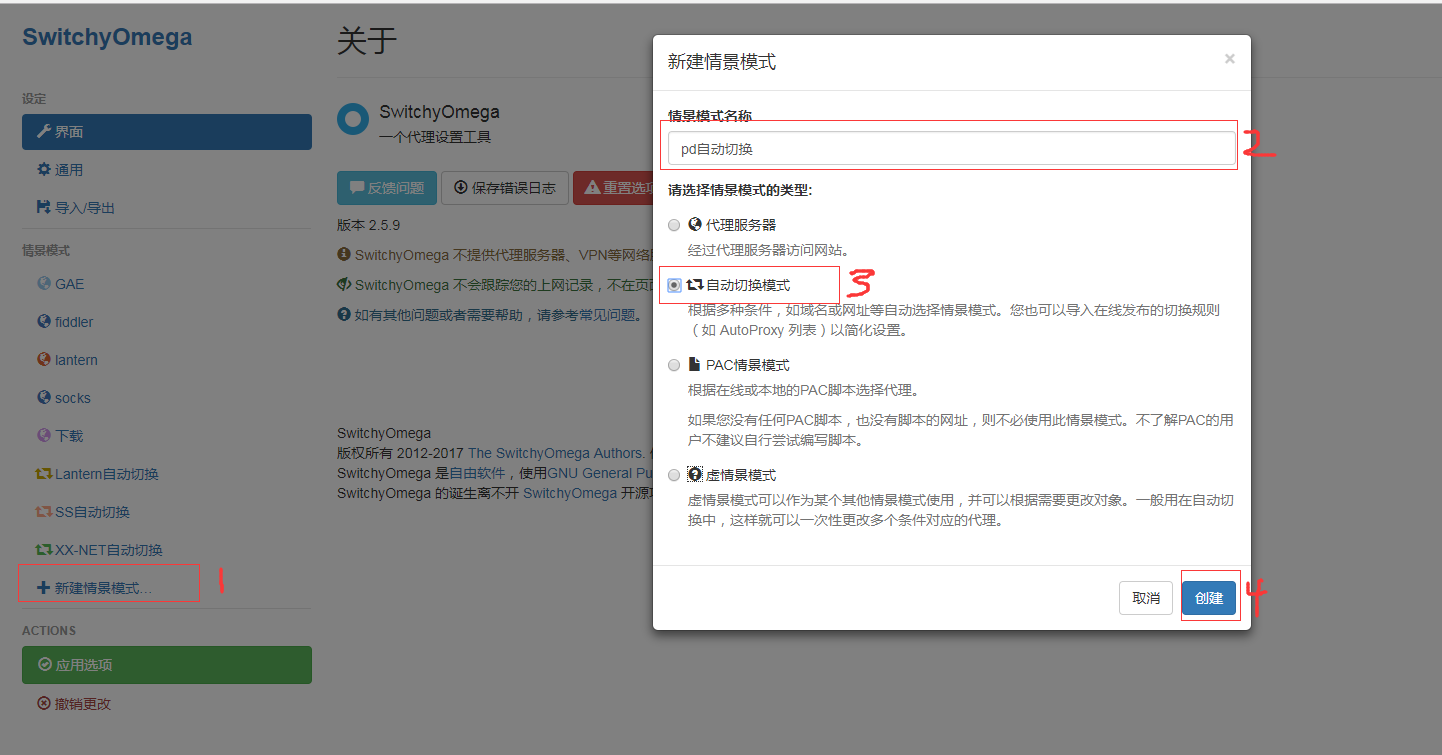 SwitchyOmega
设定
界面
通用
导入/导出
情景模式
GAE
fiddler
lantern
socks
下载
Lantern自动切换
SS自动切换
XX-NET自动切换
新建情景模式...
1
ACTIONS
应用选项
撤销更改
关于
SwitchyOmega
一个代理设置工具
反馈问题
保存错误日志
重置选项
版本 2.5.9
SwitchyOmega 不提供代理服务器、VPN等网络
SwitchyOmega 不会跟踪您的上网记录，不在页
如有其他问题或者需要帮助，请参考常见问题。
SwitchyOmega
版权所有 2012-2017 The SwitchyOmega Authors.
SwitchyOmega 是自由软件，使用GNU General Pu
SwitchyOmega 的诞生离不开 SwitchyOmega 开源
新建情景模式
×
情景模式名称
pd自动切换
2
请选择情景模式的类型:
代理服务器
经过代理服务器访问网站。
自动切换模式
3
根据多种条件，如域名或网址等自动选择情景模式。您也可以导入在线发布的切换规则
（如 AutoProxy 列表）以简化设置。
PAC情景模式
根据在线或本地的PAC脚本选择代理。
如果您没有任何PAC脚本，也没有脚本的网址，则不必使用此情景模式。不了解PAC的用
户不建议自行尝试编写脚本。
虚情景模式
虚情景模式可以作为某个其他情景模式使用，并可以根据需要更改对象。一般用在自动切
换中，这样就可以一次性更改多个条件对应的代理。
取消
创建
4